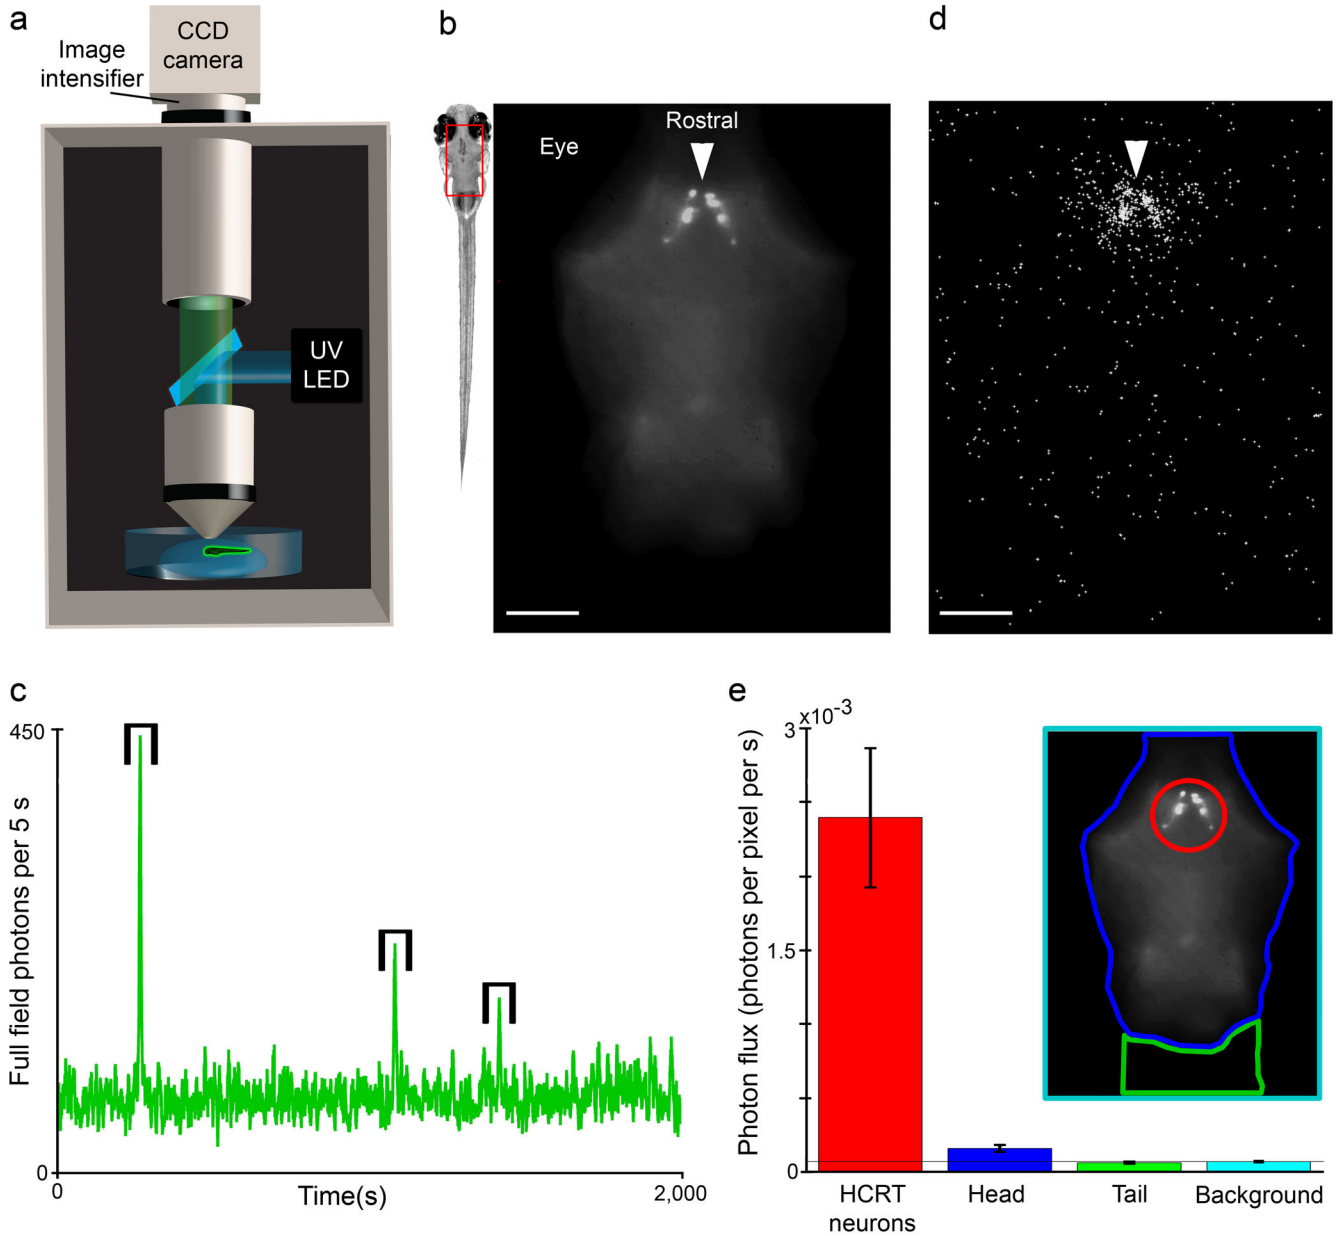 a
CCD
camera
Image
intensifier
UV
LED
b
Rostral
Eye
d
c
450
Full field photons per 5 s
0
0
Time(s)
2,000
e
x10-3
3
Photon flux (photons per pixel per s)
1.5
0
HCRT
neurons
Head
Tail
Background